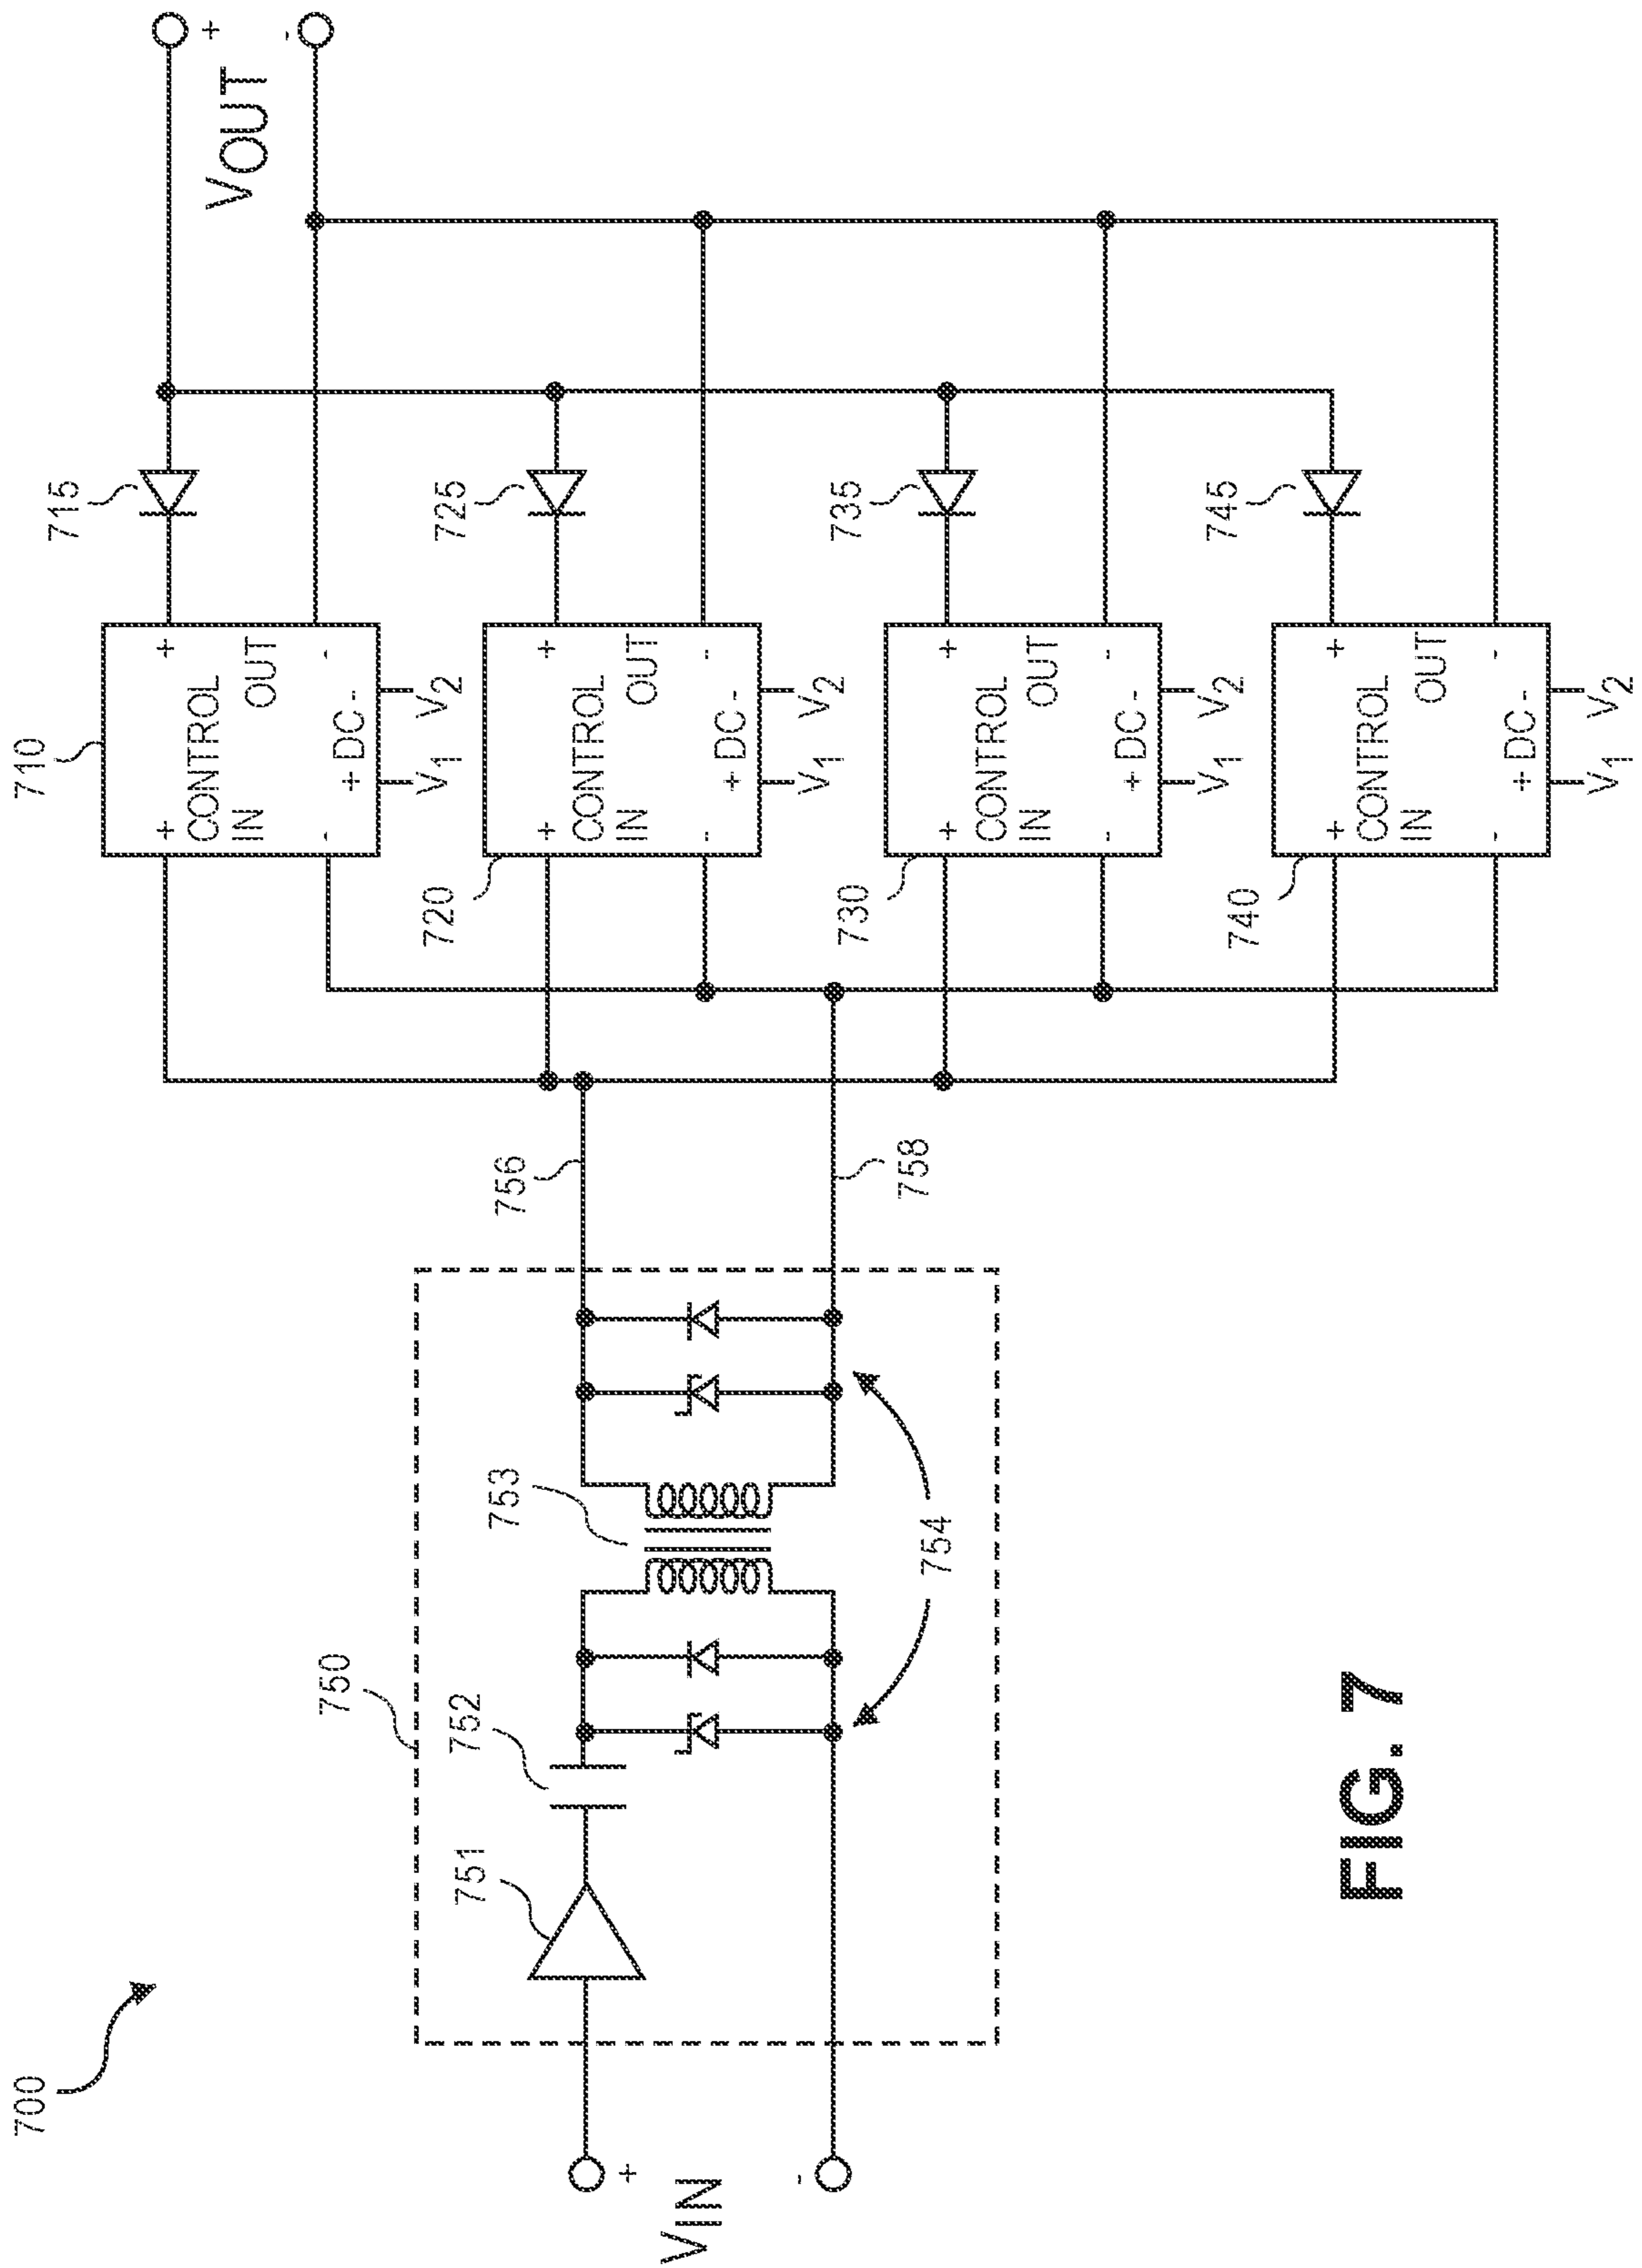 700
750
751
752
753
754
756
758
VIN
+
-
710
+ +
CONTROL
IN OUT
- -
+ DC -
V1 V2
715
720
+ +
CONTROL
IN OUT
- -
+ DC -
V1 V2
725
730
+ +
CONTROL
IN OUT
- -
+ DC -
V1 V2
735
740
+ +
CONTROL
IN OUT
- -
+ DC -
V1 V2
745
+
VOUT
-
FIG. 7